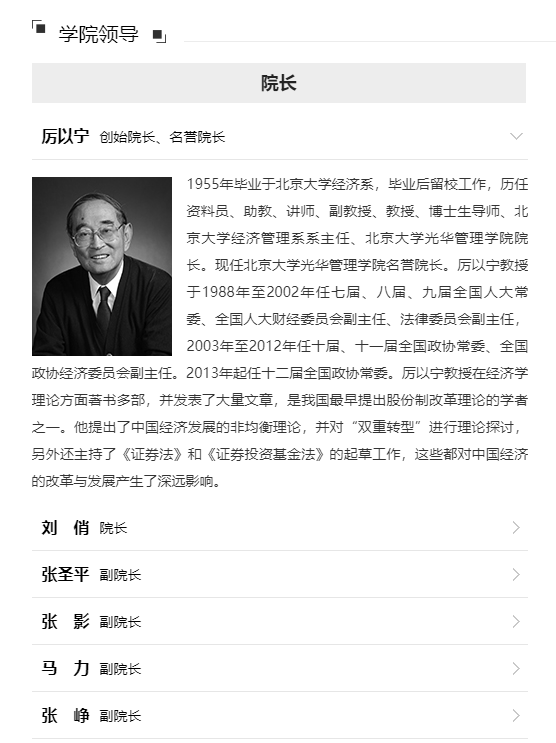 学院领导
院长
厉以宁 创始院长、名誉院长
1955年毕业于北京大学经济系，毕业后留校工作，历任
资料员、助教、讲师、副教授、教授、博士生导师、北
京大学经济管理系系主任、北京大学光华管理学院院
长。现任北京大学光华管理学院名誉院长。厉以宁教授
于1988年至2002年任七届、八届、九届全国人大常
委、全国人大财经委员会副主任、法律委员会副主任，
2003年至2012年任十届、十一届全国政协常委、全国
政协经济委员会副主任。2013年起任十二届全国政协常委。厉以宁教授在经济学
理论方面著书多部，并发表了大量文章，是我国最早提出股份制改革理论的学者
之一。他提出了中国经济发展的非均衡理论，并对“双重转型”进行理论探讨，
另外还主持了《证券法》和《证券投资基金法》的起草工作，这些都对中国经济
的改革与发展产生了深远影响。
刘 俏 院长
张圣平 副院长
张 影 副院长
马 力 副院长
张 峥 副院长